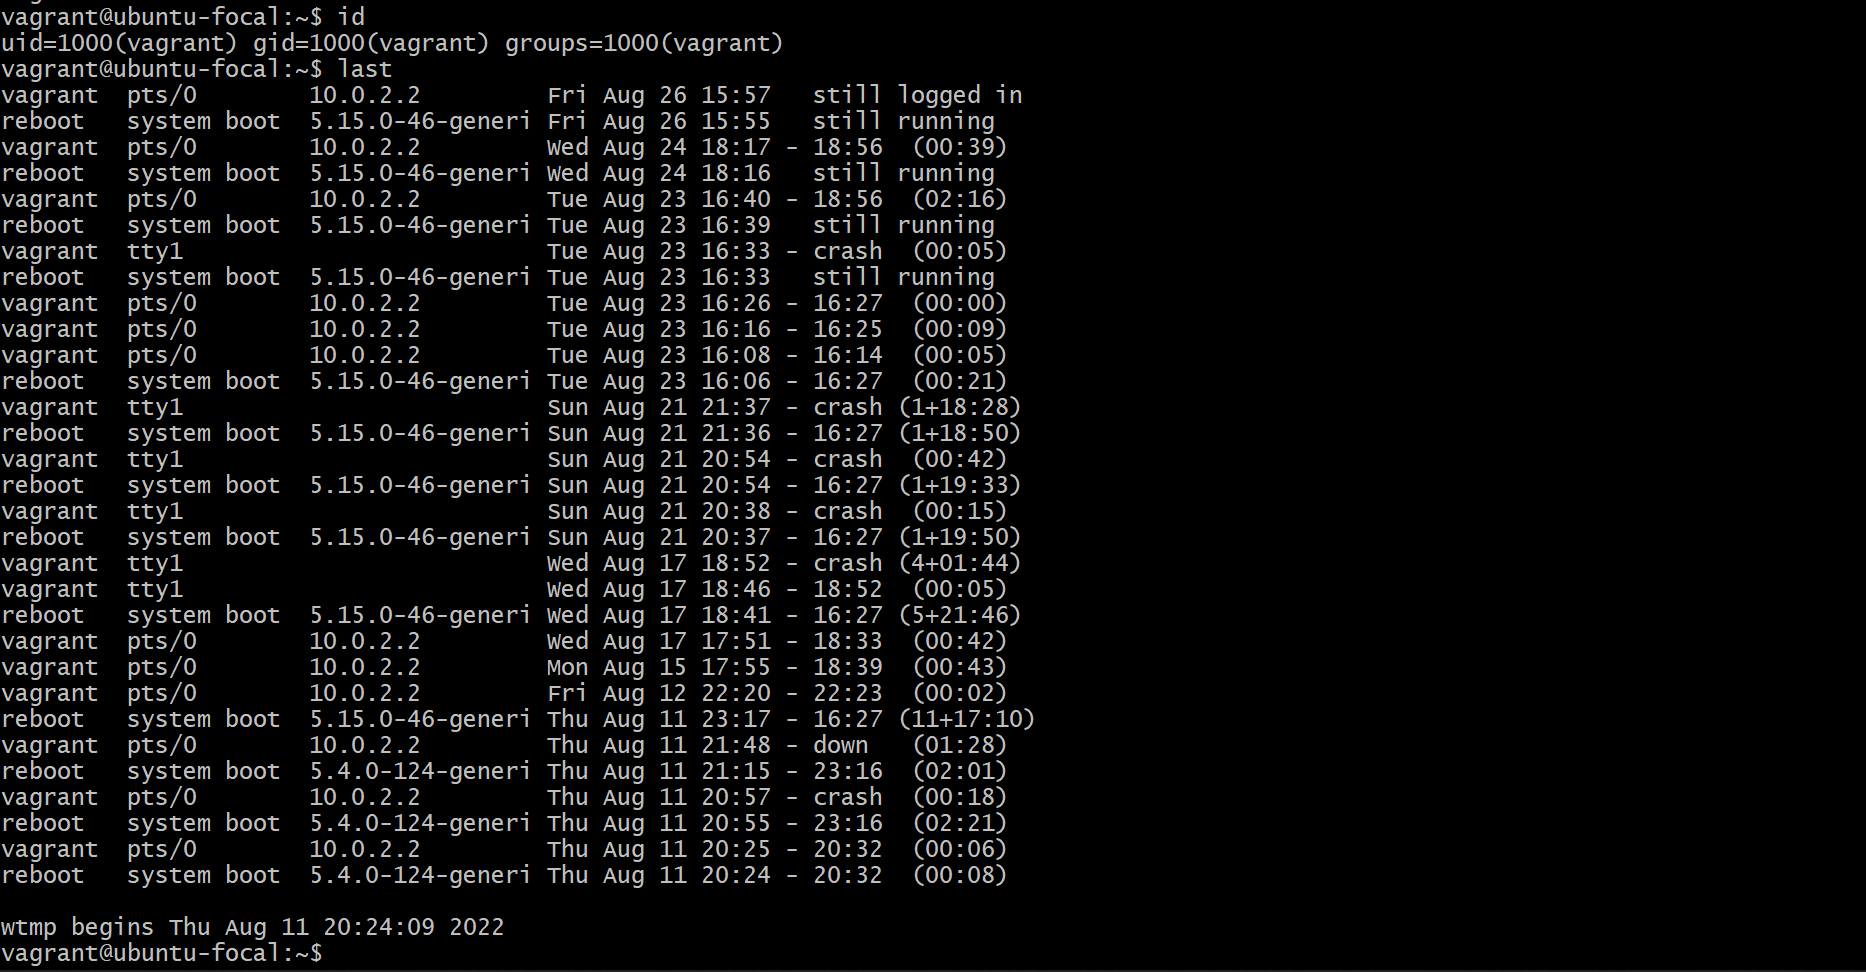 vagrant@ubuntu-focal:~$ id
uid=1000(vagrant) gid=1000(vagrant) groups=1000(vagrant)
vagrant@ubuntu-focal:~$ last
vagrant  pts/0        10.0.2.2         Fri Aug 26 15:57   still logged in
reboot   system boot  5.15.0-46-generi Fri Aug 26 15:55   still running
vagrant  pts/0        10.0.2.2         Wed Aug 24 18:17 - 18:56  (00:39)
reboot   system boot  5.15.0-46-generi Wed Aug 24 18:16   still running
vagrant  pts/0        10.0.2.2         Tue Aug 23 16:40 - 18:56  (02:16)
reboot   system boot  5.15.0-46-generi Tue Aug 23 16:39   still running
vagrant  tty1                          Tue Aug 23 16:33 - crash  (00:05)
reboot   system boot  5.15.0-46-generi Tue Aug 23 16:33   still running
vagrant  pts/0        10.0.2.2         Tue Aug 23 16:26 - 16:27  (00:00)
vagrant  pts/0        10.0.2.2         Tue Aug 23 16:16 - 16:25  (00:09)
vagrant  pts/0        10.0.2.2         Tue Aug 23 16:08 - 16:14  (00:05)
reboot   system boot  5.15.0-46-generi Tue Aug 23 16:06 - 16:27  (00:21)
vagrant  tty1                          Sun Aug 21 21:37 - crash (1+18:28)
reboot   system boot  5.15.0-46-generi Sun Aug 21 21:36 - 16:27 (1+18:50)
vagrant  tty1                          Sun Aug 21 20:54 - crash  (00:42)
reboot   system boot  5.15.0-46-generi Sun Aug 21 20:54 - 16:27 (1+19:33)
vagrant  tty1                          Sun Aug 21 20:38 - crash  (00:15)
reboot   system boot  5.15.0-46-generi Sun Aug 21 20:37 - 16:27 (1+19:50)
vagrant  tty1                          Wed Aug 17 18:52 - crash (4+01:44)
vagrant  tty1                          Wed Aug 17 18:46 - 18:52  (00:05)
reboot   system boot  5.15.0-46-generi Wed Aug 17 18:41 - 16:27 (5+21:46)
vagrant  pts/0        10.0.2.2         Wed Aug 17 17:51 - 18:33  (00:42)
vagrant  pts/0        10.0.2.2         Mon Aug 15 17:55 - 18:39  (00:43)
vagrant  pts/0        10.0.2.2         Fri Aug 12 22:20 - 22:23  (00:02)
reboot   system boot  5.15.0-46-generi Thu Aug 11 23:17 - 16:27 (11+17:10)
vagrant  pts/0        10.0.2.2         Thu Aug 11 21:48 - down   (01:28)
reboot   system boot  5.4.0-124-generi Thu Aug 11 21:15 - 23:16  (02:01)
vagrant  pts/0        10.0.2.2         Thu Aug 11 20:57 - crash  (00:18)
reboot   system boot  5.4.0-124-generi Thu Aug 11 20:55 - 23:16  (02:21)
vagrant  pts/0        10.0.2.2         Thu Aug 11 20:25 - 20:32  (00:06)
reboot   system boot  5.4.0-124-generi Thu Aug 11 20:24 - 20:32  (00:08)

wtmp begins Thu Aug 11 20:24:09 2022
vagrant@ubuntu-focal:~$